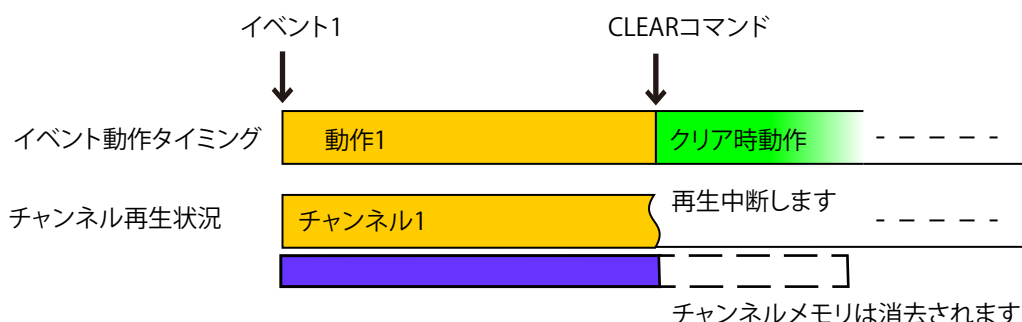 イベント1
CLEARコマンド
イベント動作タイミング
動作1
クリア時動作
チャンネル再生状況
チャンネル1
再生中断します
チャンネルメモリは消去されます